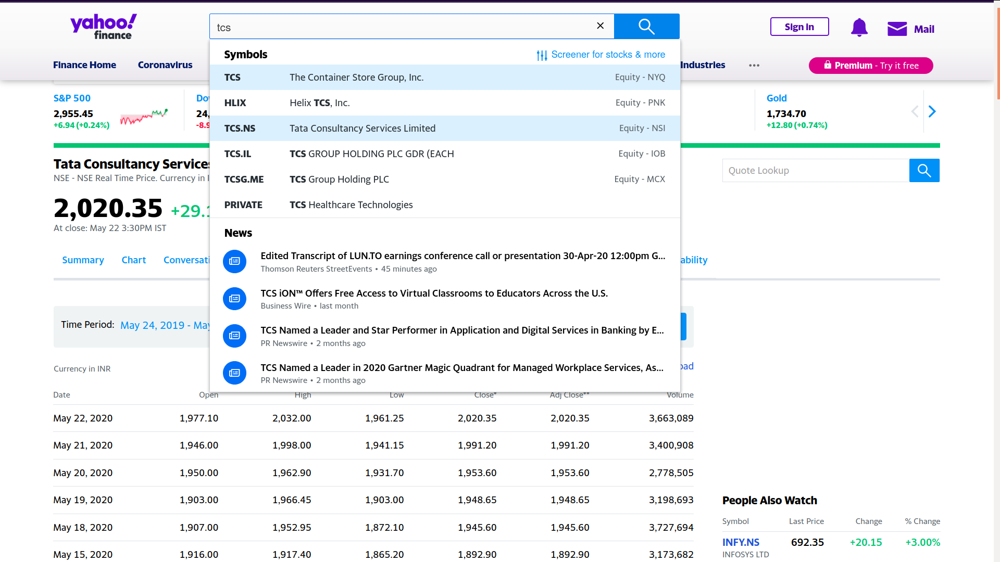 yahoo!
finance
tcs
Sign in
Mail
Finance Home
Coronavirus
Industries
Premium - Try it free
Symbols
Screener for stocks & more
TCS The Container Store Group, Inc. Equity - NYQ
HLIX Helix TCS, Inc. Equity - PNK
TCS.NS Tata Consultancy Services Limited Equity - NSI
TCS.IL TCS GROUP HOLDING PLC GDR (EACH Equity - IOB
TCSG.ME TCS Group Holding PLC Equity - MCX
PRIVATE TCS Healthcare Technologies
News
Edited Transcript of LUN.TO earnings conference call or presentation 30-Apr-20 12:00pm G...
Thomson Reuters StreetEvents • 45 minutes ago
TCS iON™ Offers Free Access to Virtual Classrooms to Educators Across the U.S.
Business Wire • last month
TCS Named a Leader and Star Performer in Application and Digital Services in Banking by E...
PR Newswire • 2 months ago
TCS Named a Leader in 2020 Gartner Magic Quadrant for Managed Workplace Services, As...
PR Newswire • 2 months ago
S&P 500
2,955.45
+6.94 (+0.24%)
24,
-8.9
Gold
1,734.70
+12.80 (+0.74%)
Tata Consultancy Services
NSE - NSE Real Time Price. Currency in I
Quote Lookup
2,020.35 +29.1
At close: May 22 3:30PM IST
Summary
Chart
Conversati
ability
Time Period: May 24, 2019 - May
Currency in INR
oad
Date Open High Low Close* Adj Close** Volume
May 22, 2020 1,977.10 2,032.00 1,961.25 2,020.35 2,020.35 3,663,089
May 21, 2020 1,946.00 1,998.00 1,941.15 1,991.20 1,991.20 3,400,908
May 20, 2020 1,950.00 1,962.90 1,931.70 1,953.60 1,953.60 2,778,505
May 19, 2020 1,903.00 1,966.45 1,903.00 1,948.65 1,948.65 3,198,693
May 18, 2020 1,907.00 1,952.95 1,872.10 1,945.60 1,945.60 3,727,694
May 15, 2020 1,916.00 1,917.40 1,865.20 1,892.90 1,892.90 3,173,682
People Also Watch
Symbol Last Price Change % Change
INFY.NS 692.35 +20.15 +3.00%
INFOSYS LTD